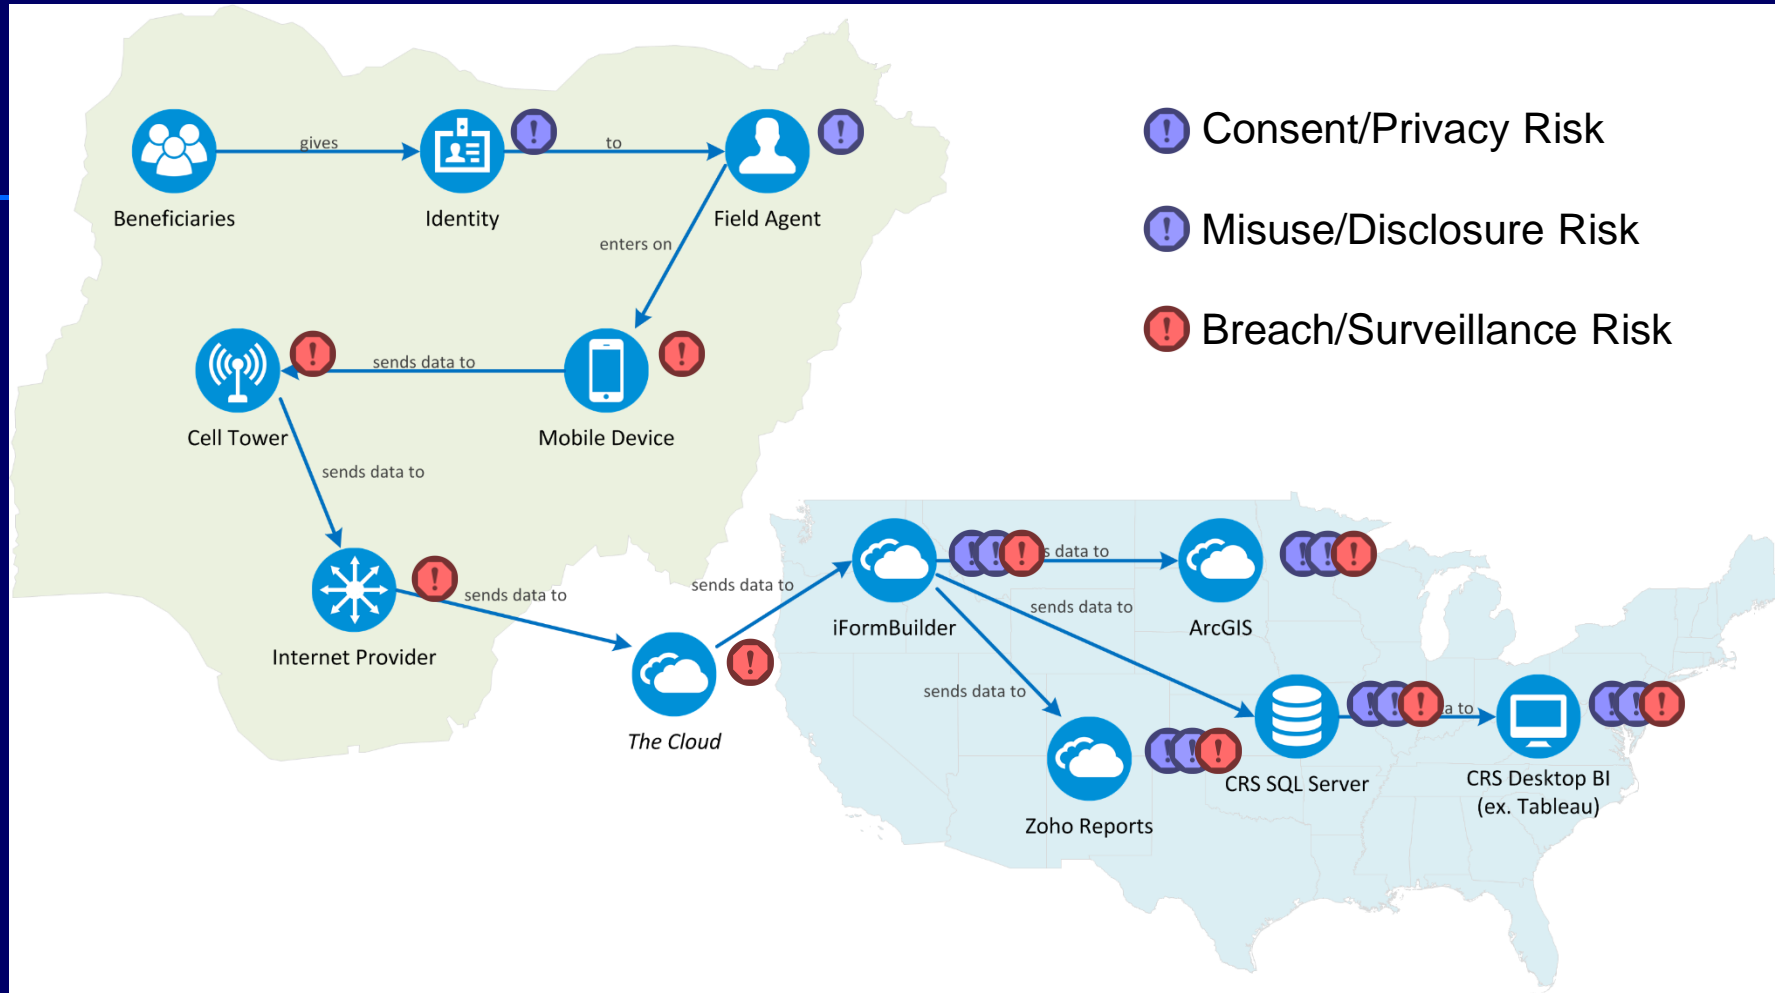 Consent/Privacy Risk
Misuse/Disclosure Risk
Breach/Surveillance Risk
gives
to
Beneficiaries
Identity
Field Agent
enters on
sends data to
Cell Tower
Mobile Device
sends data to
Internet Provider
sends data to
The Cloud
sends data to
iFormBuilder
s data to
ArcGIS
sends data to
sends data to
Zoho Reports
CRS SQL Server
a to
CRS Desktop BI
(ex. Tableau)